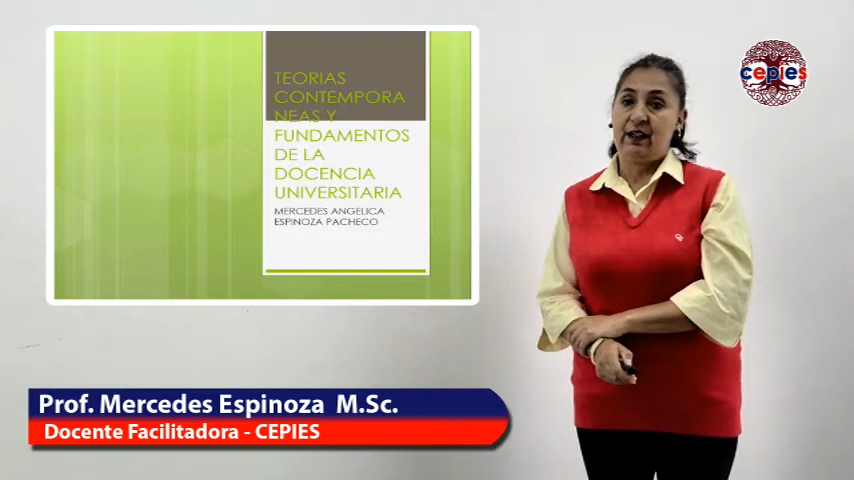 TEORIAS
CONTEMPORA
NEAS Y
FUNDAMENTOS
DE LA
DOCENCIA
UNIVERSITARIA
MERCEDES ANGELICA
ESPINOZA PACHECO
cepies
Prof. Mercedes Espinoza M.Sc.
Docente Facilitadora - CEPIES